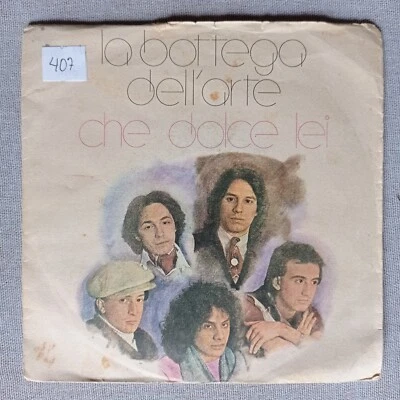 407
la bottega
dell'arte
che dolce lei